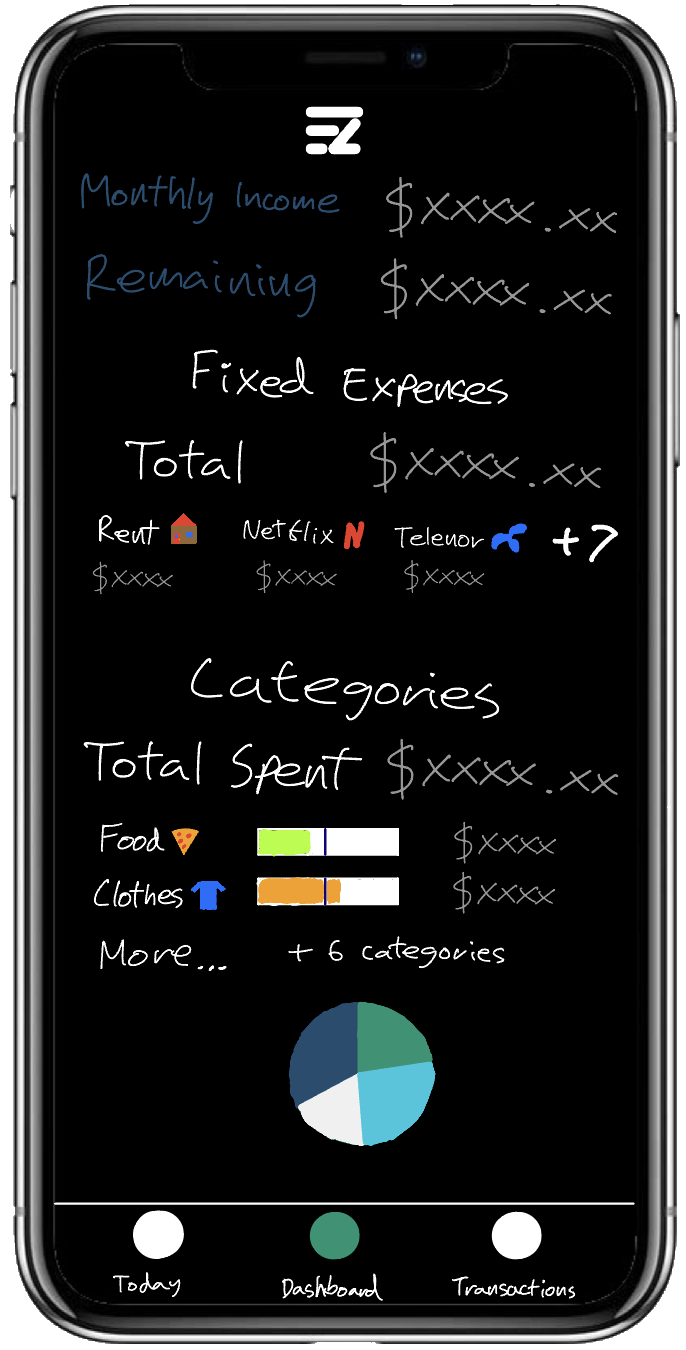 EZ
Monthly Income $xxxx.xx
Remaining $xxxx.xx
Fixed Expenses
Total $xxxx.xx
Rent Netflix N Telenor +7
$xxxx $xxxx $xxxx
Categories
Total Spent $xxxx.xx
Food $xxxx
Clothes $xxxx
More... + 6 categories
Today Dashboard Transactions